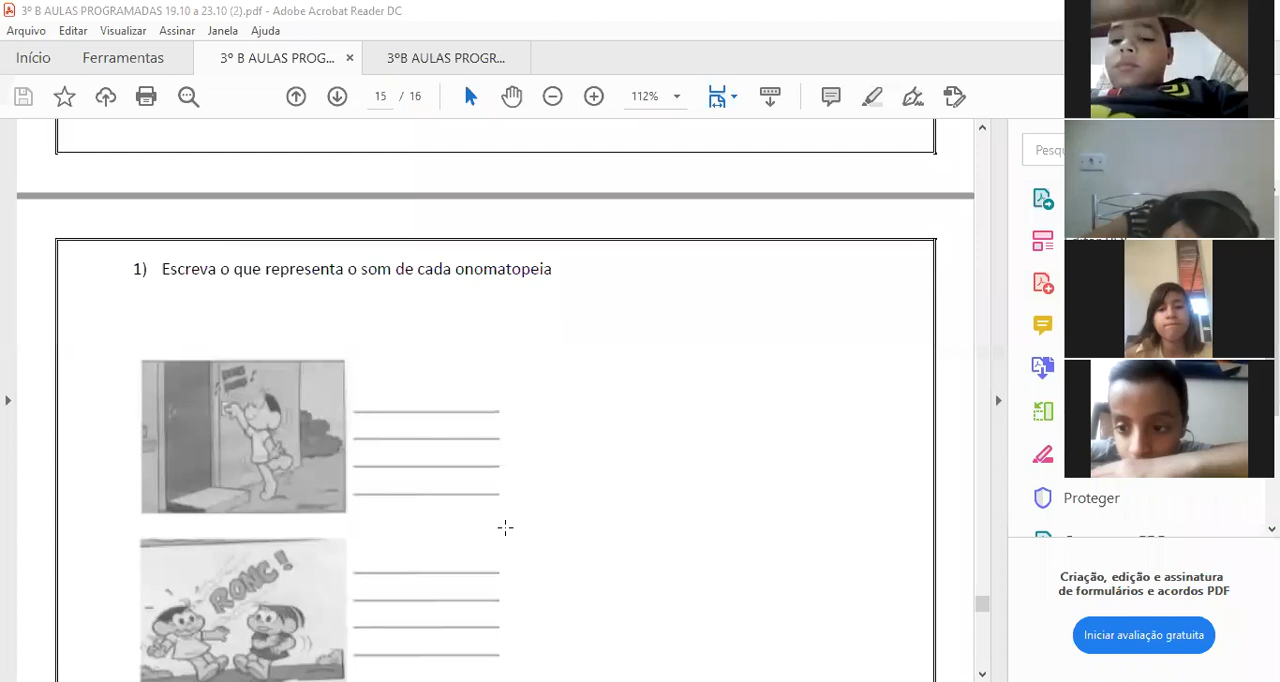 3º B AULAS PROGRAMADAS 19.10 a 23.10 (2).pdf - Adobe Acrobat Reader DC
Arquivo Editar Visualizar Assinar Janela Ajuda
Início Ferramentas 3º B AULAS PROG... × 3ºB AULAS PROGR...
15 / 16 112%
Pesqu
1) Escreva o que representa o som de cada onomatopeia
RONC!
Proteger
Criação, edição e assinatura
de formulários e acordos PDF
Iniciar avaliação gratuita